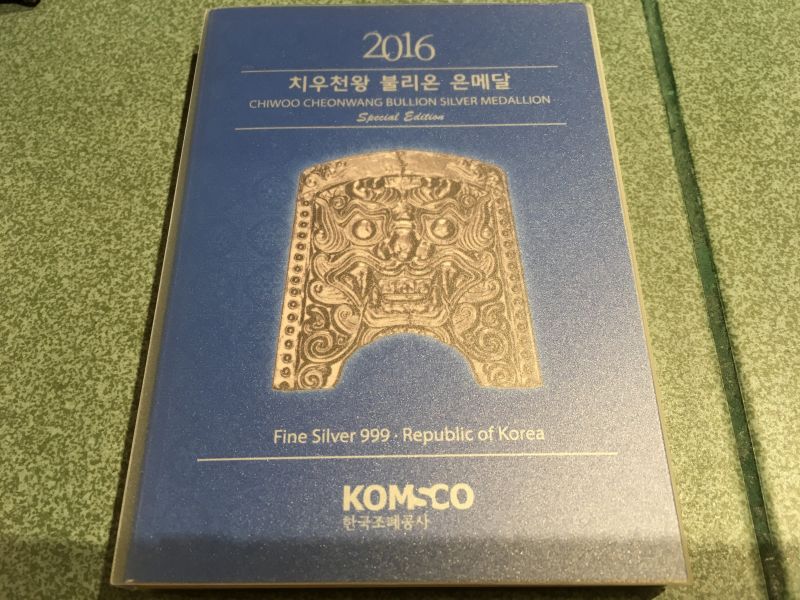 2016
치우천왕 불리온 은메달
CHIWOO CHEONWANG BULLION SILVER MEDALLION
Special Edition
Fine Silver 999 · Republic of Korea
KOMSCO
한국조폐공사